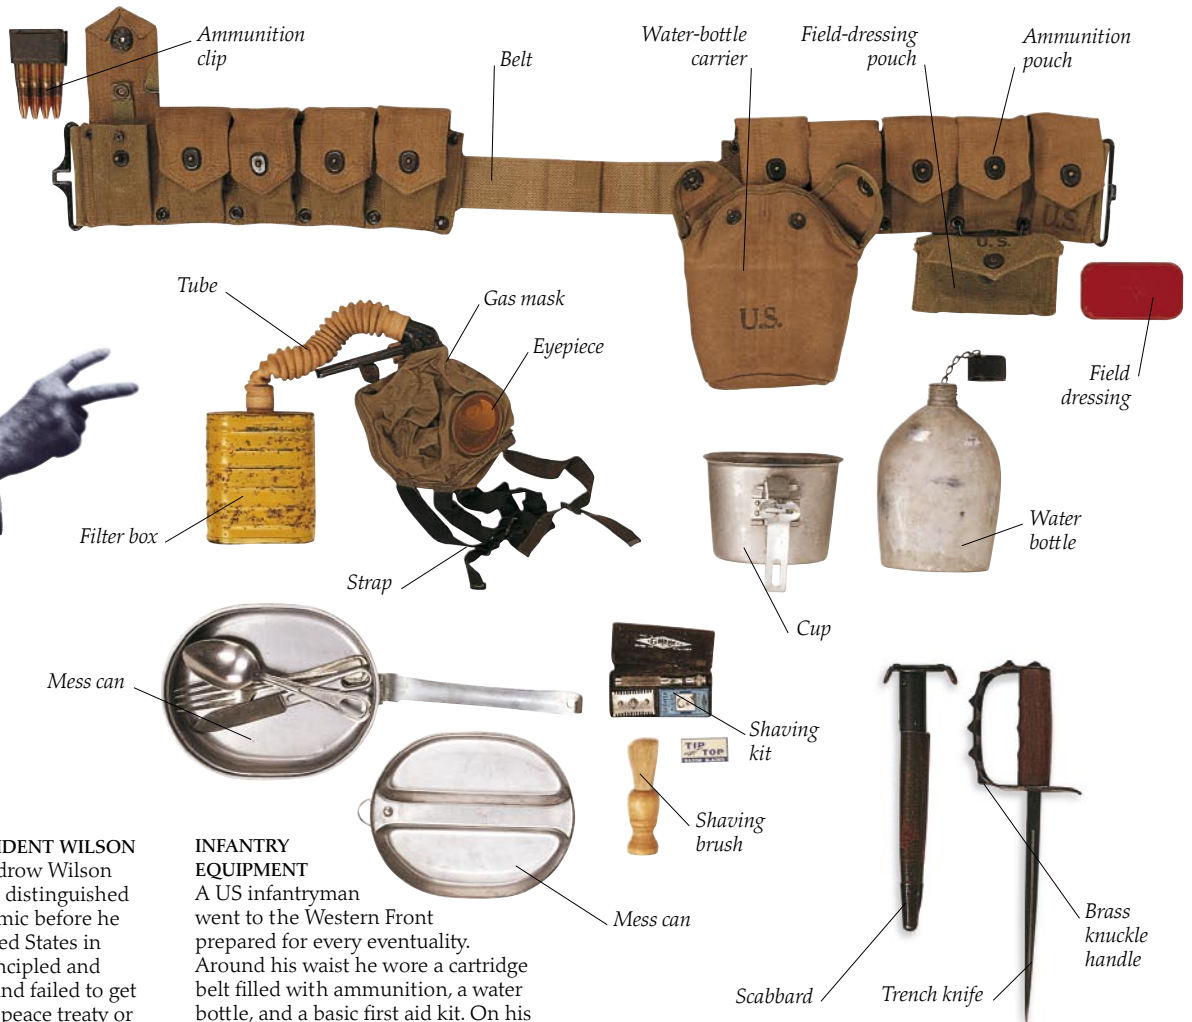 Ammunition
clip
Belt
Water-bottle
carrier
Field-dressing
pouch
Ammunition
pouch
U.S.
U.S.
U.S.
Tube
Gas mask
Eyepiece
Field
dressing
Filter box
Strap
Water
bottle
Cup
Mess can
Shaving
kit
TIP
TOP
RAZOR BLADES
Shaving
brush
Mess can
Brass
knuckle
handle
Scabbard
Trench knife
IDENT WILSON
drow Wilson
distinguished
mic before he
ed States in
ncipled and
and failed to get
peace treaty or
INFANTRY
EQUIPMENT
A US infantryman
went to the Western Front
prepared for every eventuality.
Around his waist he wore a cartridge
belt filled with ammunition, a water
bottle, and a basic first aid kit. On his